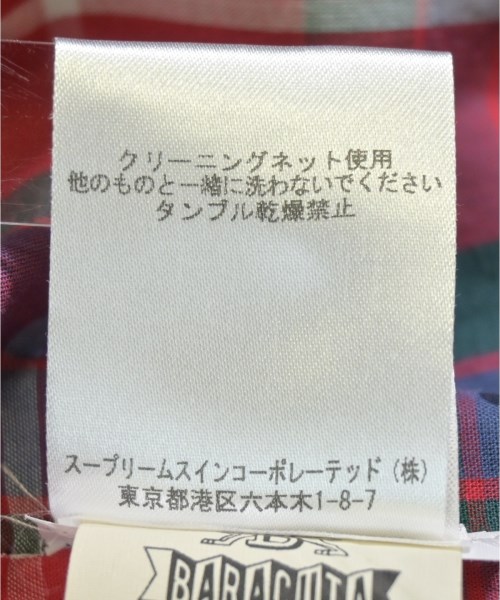 クリーニングネット使用
他のものと一緒に洗わないでください
タンブル乾燥禁止
スープリームスインコーポレーテッド（株）
東京都港区六本木1-8-7
BARACUTA